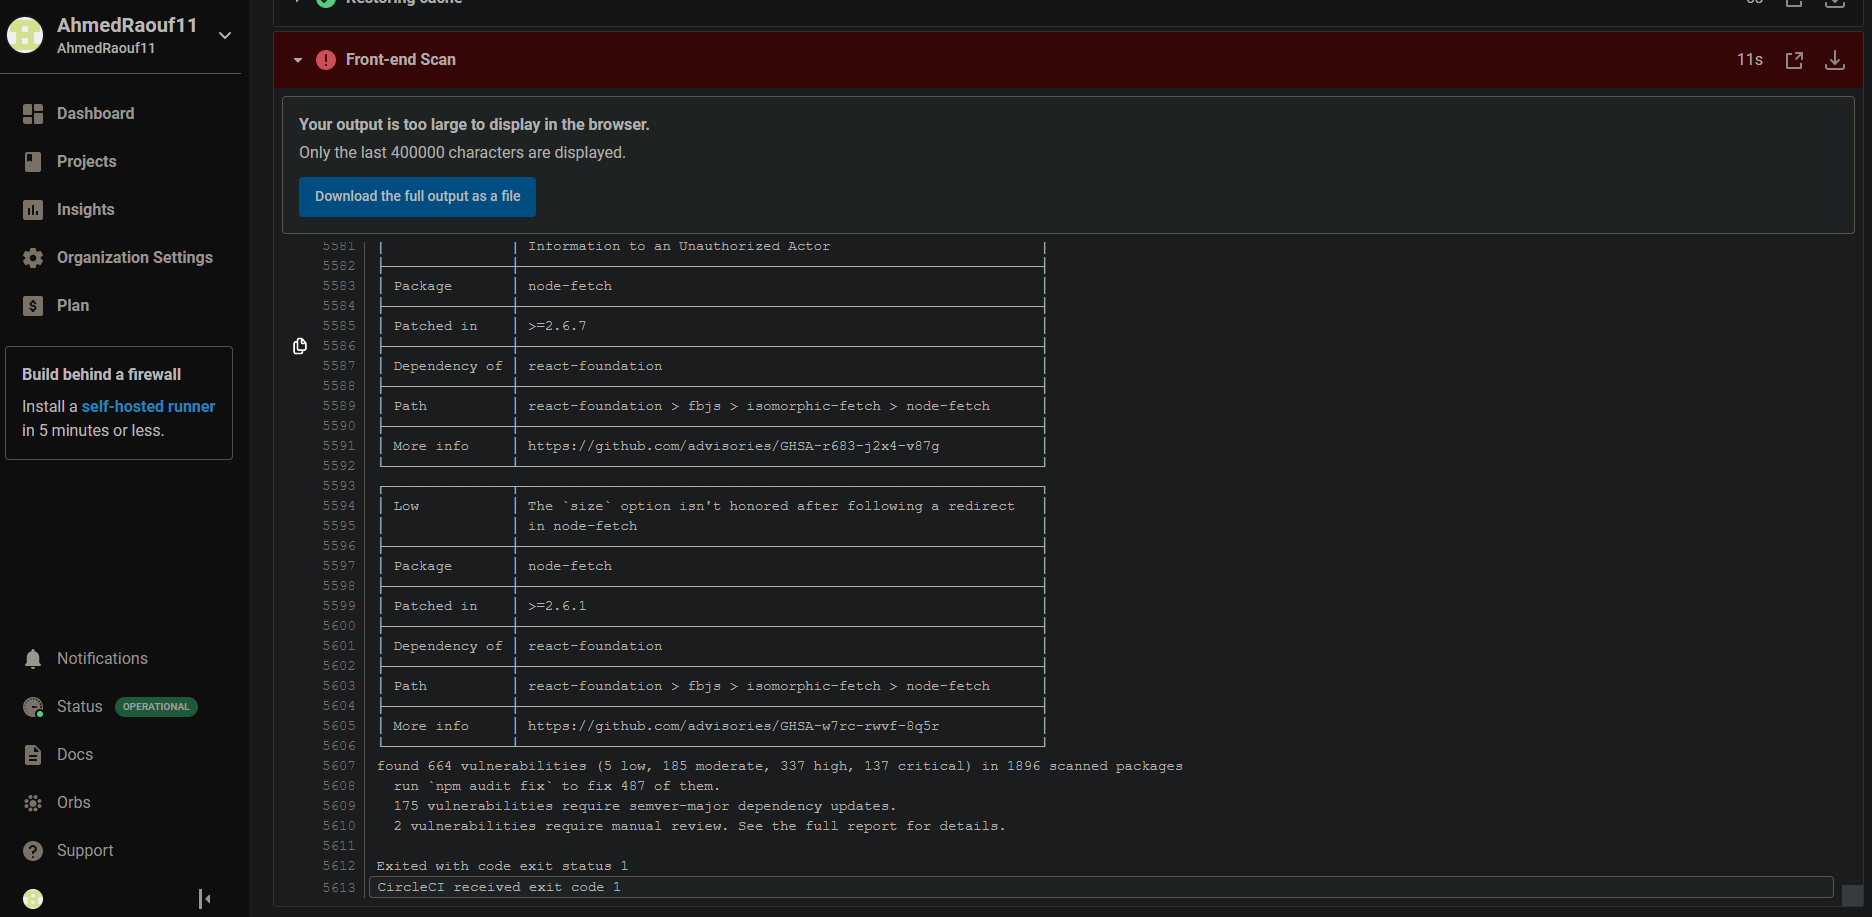 AhmedRaouf11
AhmedRaouf11
Dashboard
Projects
Insights
Organization Settings
Plan
Build behind a firewall
Install a self-hosted runner
in 5 minutes or less.
Notifications
Status OPERATIONAL
Docs
Orbs
Support
Restoring cache
Front-end Scan 11s
Your output is too large to display in the browser.
Only the last 400000 characters are displayed.
Download the full output as a file
5581 Information to an Unauthorized Actor
5582
5583 Package node-fetch
5584
5585 Patched in >=2.6.7
5586
5587 Dependency of react-foundation
5588
5589 Path react-foundation > fbjs > isomorphic-fetch > node-fetch
5590
5591 More info https://github.com/advisories/GHSA-r683-j2x4-v87g
5592
5593
5594 Low The `size` option isn't honored after following a redirect
5595 in node-fetch
5596
5597 Package node-fetch
5598
5599 Patched in >=2.6.1
5600
5601 Dependency of react-foundation
5602
5603 Path react-foundation > fbjs > isomorphic-fetch > node-fetch
5604
5605 More info https://github.com/advisories/GHSA-w7rc-rwvf-8q5r
5606
5607 found 664 vulnerabilities (5 low, 185 moderate, 337 high, 137 critical) in 1896 scanned packages
5608 run `npm audit fix` to fix 487 of them.
5609 175 vulnerabilities require semver-major dependency updates.
5610 2 vulnerabilities require manual review. See the full report for details.
5611
5612 Exited with code exit status 1
5613 CircleCI received exit code 1